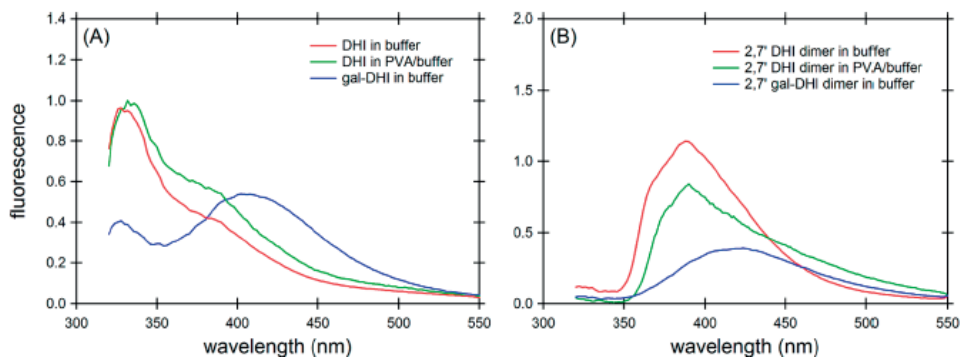 (A)
DHI in buffer
DHI in PVA/buffer
gal-DHI in buffer
fluorescence
1.4
1.2
1.0
0.8
0.6
0.4
0.2
0.0
300 350 400 450 500 550
wavelength (nm)
(B)
2,7' DHI dimer in buffer
2,7' DHI dimer in PVA/buffer
2,7' gal-DHI dimer in buffer
2.0
1.5
1.0
0.5
0.0
300 350 400 450 500 550
wavelength (nm)